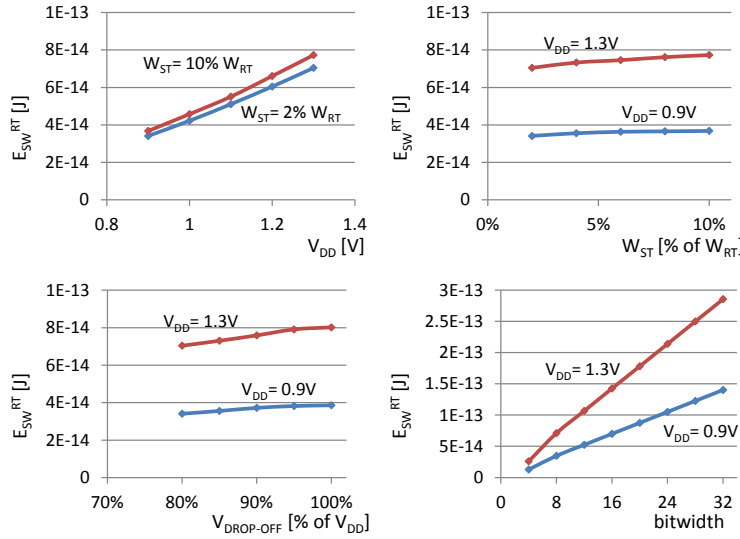 1E-13
8E-14
6E-14
4E-14
2E-14
0
E_SW^RT [J]
W_ST= 10% W_RT
W_ST= 2% W_RT
0.8 1 1.2 1.4
V_DD [V]
1E-13
8E-14
6E-14
4E-14
2E-14
0
E_SW^RT [J]
V_DD= 1.3V
V_DD= 0.9V
0% 5% 10%
W_ST [% of W_RT]
1E-13
8E-14
6E-14
4E-14
2E-14
0
E_SW^RT [J]
V_DD= 1.3V
V_DD= 0.9V
70% 80% 90% 100%
V_DROP-OFF [% of V_DD]
3E-13
2.5E-13
2E-13
1.5E-13
1E-13
5E-14
0
E_SW^RT [J]
V_DD= 1.3V
V_DD= 0.9V
0 8 16 24 32
bitwidth